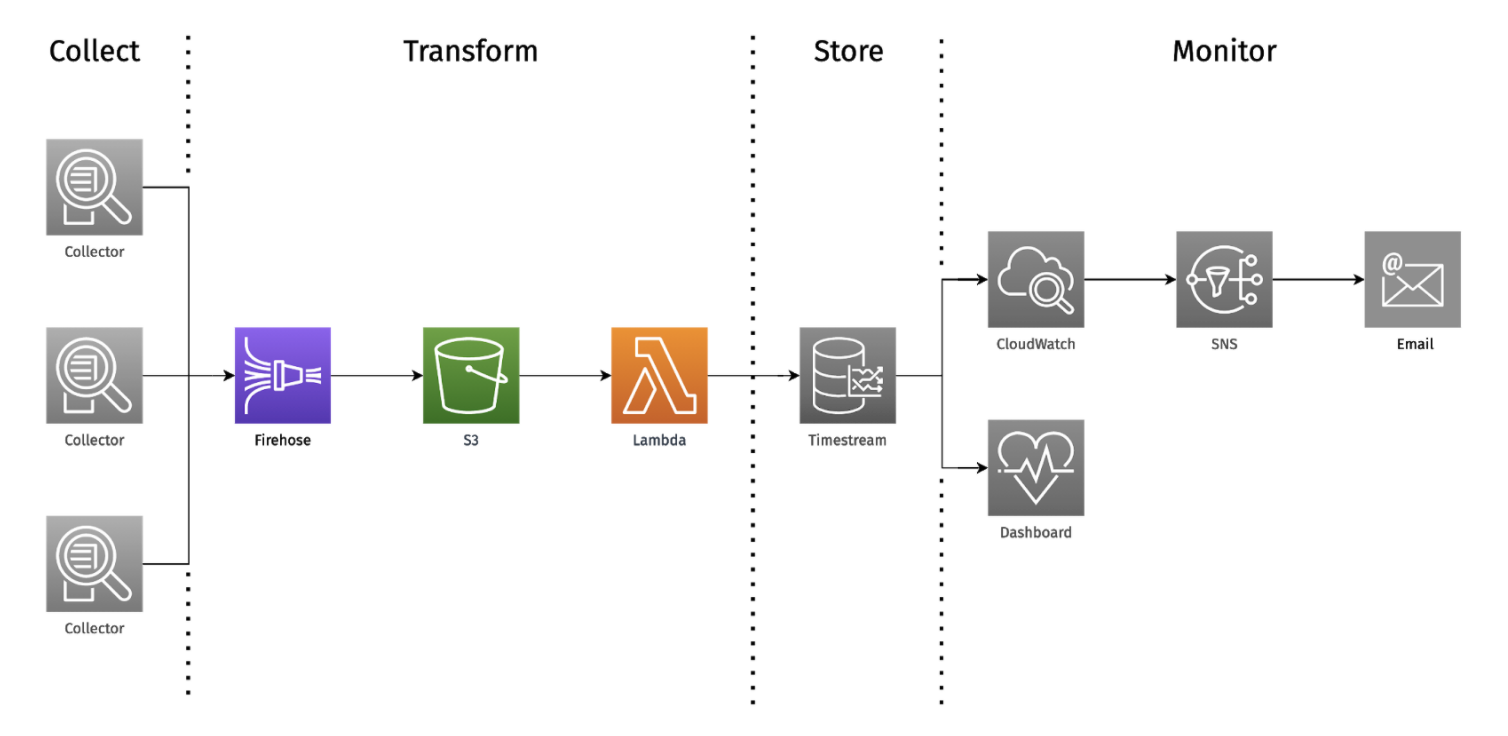 Collect
Transform
Store
Monitor
Collector
Collector
Collector
Firehose
S3
Lambda
Timestream
CloudWatch
SNS
@
Email
Dashboard